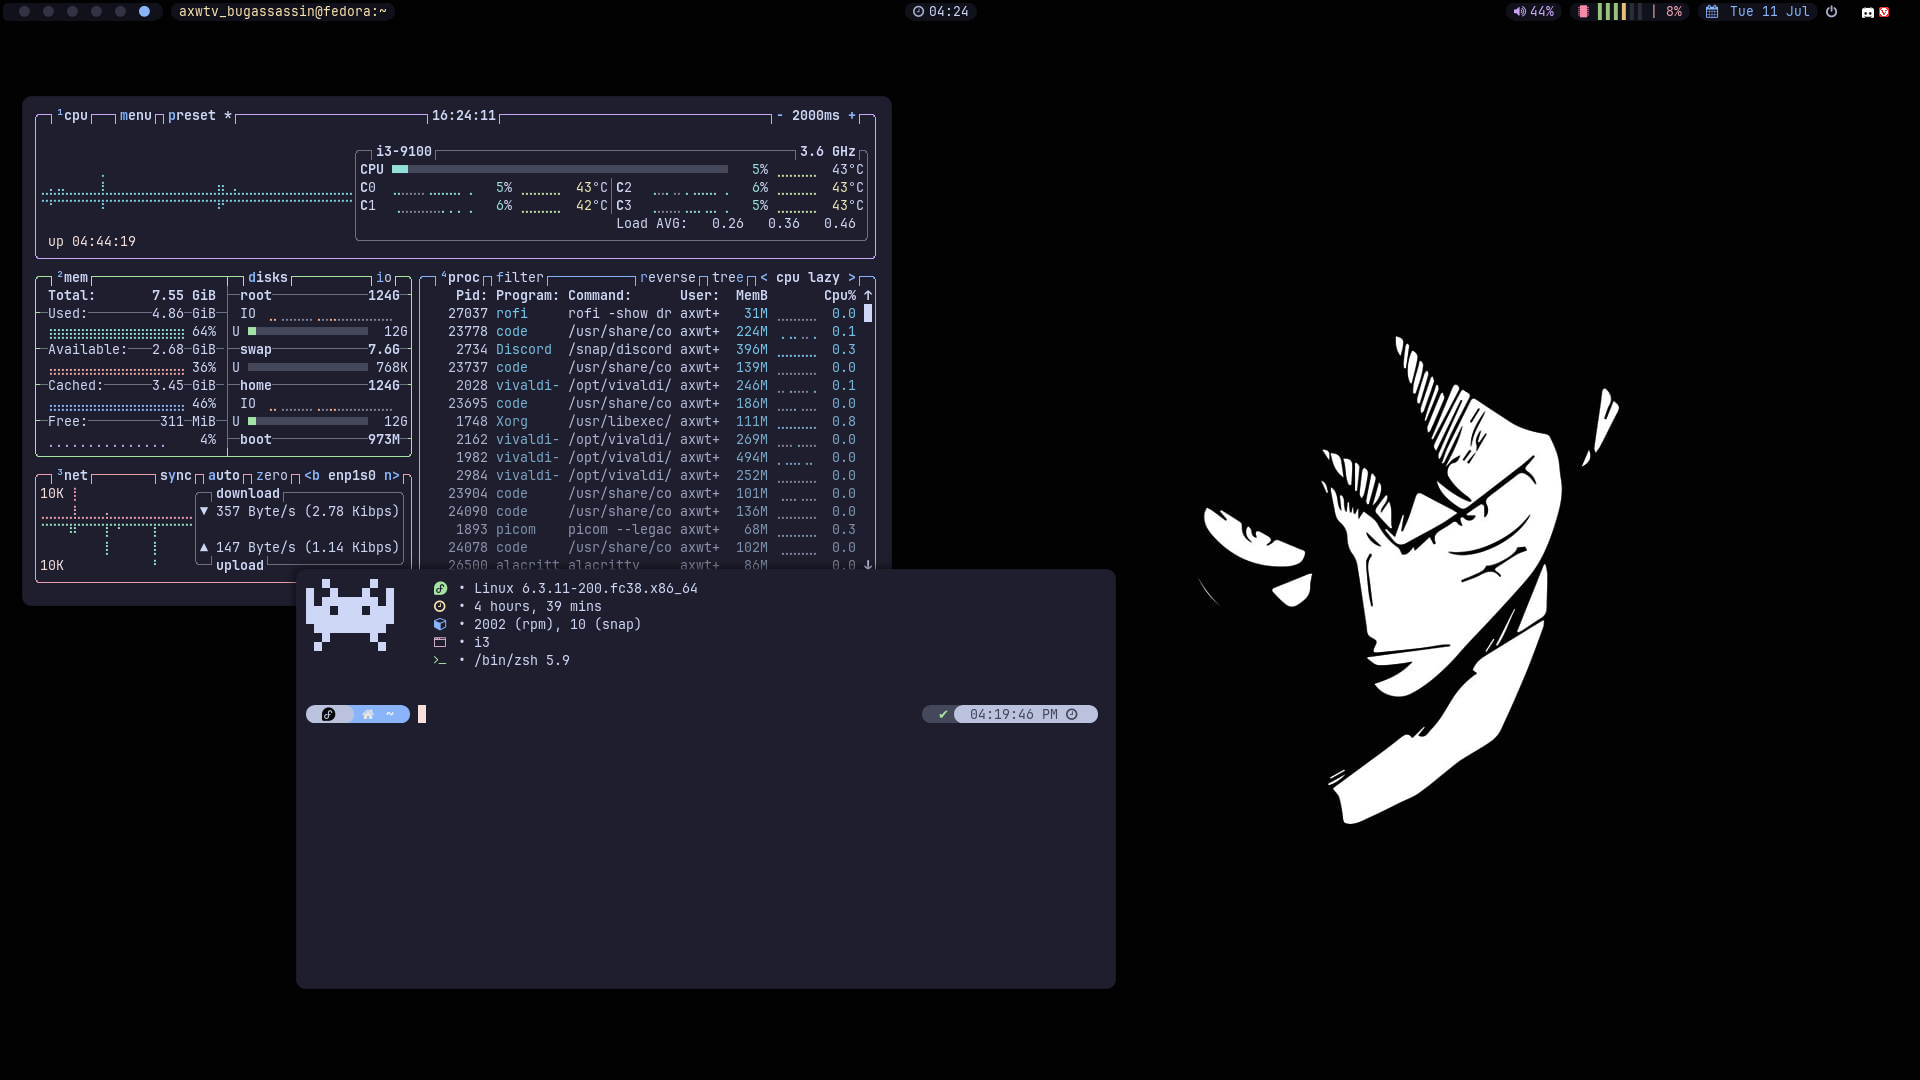 axwtv_bugassassin@fedora:~ 04:24 44% | 8% Tue 11 Jul
¹cpu menu preset * 16:24:11 - 2000ms +
i3-9100 3.6 GHz
CPU 5% 43°C
C0 5% 43°C C2 6% 43°C
C1 6% 42°C C3 5% 43°C
Load AVG: 0.26 0.36 0.46
up 04:44:19
²mem disks io
Total: 7.55 GiB root 124G
Used: 4.86 GiB IO
64% U 12G
Available: 2.68 GiB swap 7.6G
36% U 768K
Cached: 3.45 GiB home 124G
46% IO
Free: 311 MiB U 12G
4% boot 973M
⁴proc filter reverse tree < cpu lazy >
Pid: Program: Command: User: MemB Cpu% ↑
27037 rofi rofi -show dr axwt+ 31M 0.0
23778 code /usr/share/co axwt+ 224M 0.1
2734 Discord /snap/discord axwt+ 396M 0.3
23737 code /usr/share/co axwt+ 139M 0.0
2028 vivaldi- /opt/vivaldi/ axwt+ 246M 0.1
23695 code /usr/share/co axwt+ 186M 0.0
1748 Xorg /usr/libexec/ axwt+ 111M 0.8
2162 vivaldi- /opt/vivaldi/ axwt+ 269M 0.0
1982 vivaldi- /opt/vivaldi/ axwt+ 494M 0.0
2984 vivaldi- /opt/vivaldi/ axwt+ 252M 0.0
23904 code /usr/share/co axwt+ 101M 0.0
24090 code /usr/share/co axwt+ 136M 0.0
1893 picom picom --legac axwt+ 68M 0.3
24078 code /usr/share/co axwt+ 102M 0.0
26500 alacritt alacritty axwt+ 86M 0.0 ↓
³net sync auto zero <b enp1s0 n>
10K download
▼ 357 Byte/s (2.78 Kibps)
▲ 147 Byte/s (1.14 Kibps)
10K upload
• Linux 6.3.11-200.fc38.x86_64
• 4 hours, 39 mins
• 2002 (rpm), 10 (snap)
• i3
>_ • /bin/zsh 5.9
~ ✔ 04:19:46 PM